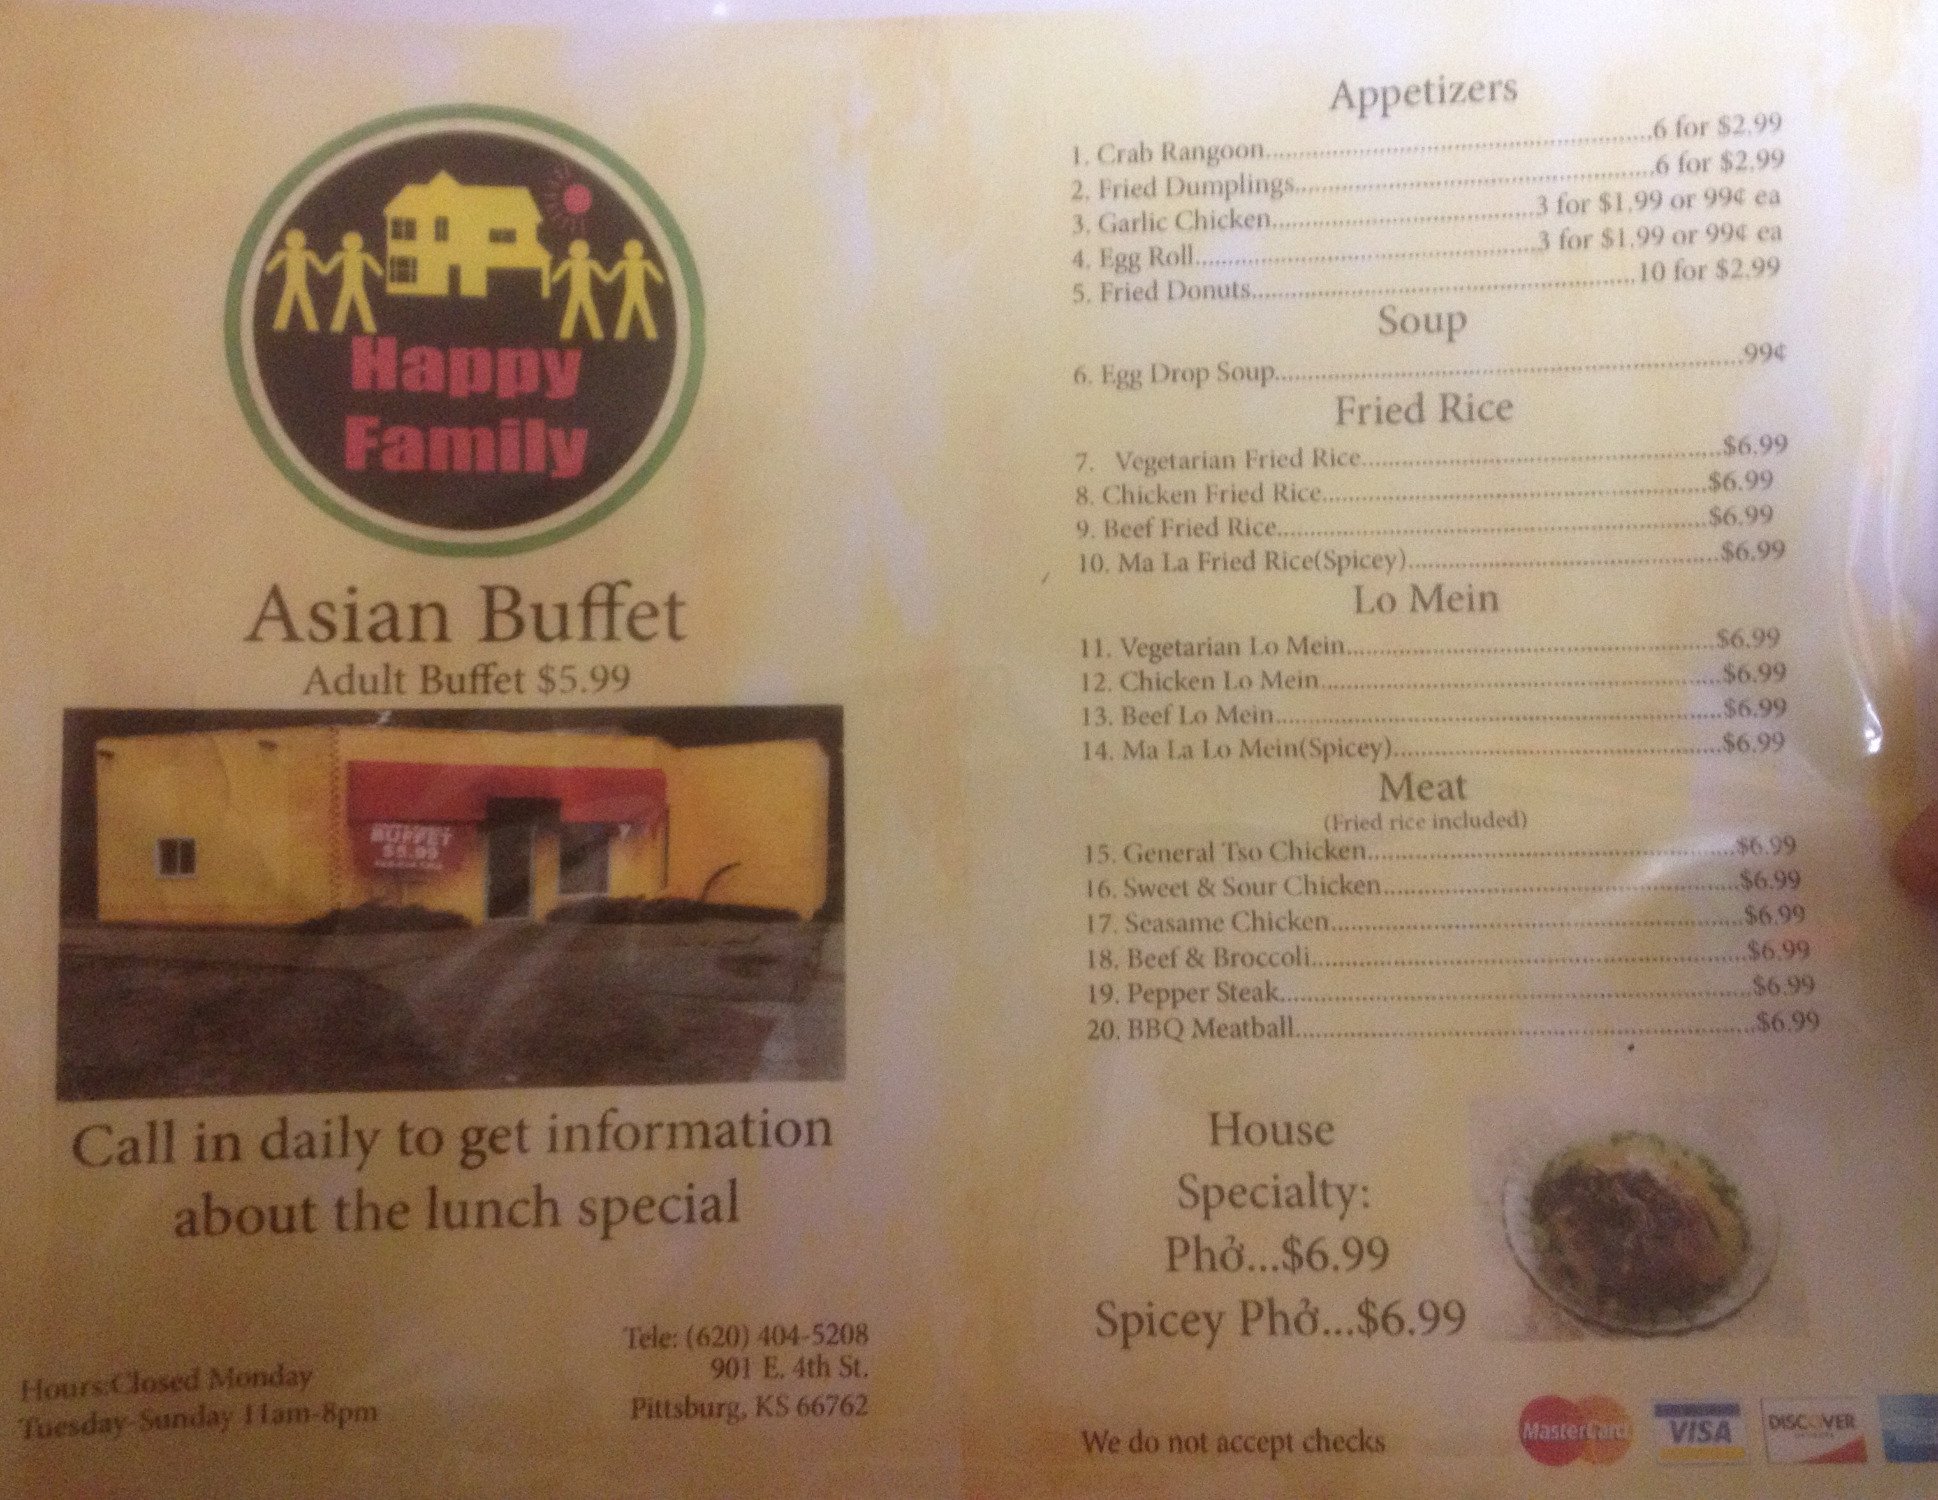 Happy
Family
Asian Buffet
Adult Buffet $5.99
BUFFET
$5.99
Call in daily to get information
about the lunch special
Hours:Closed Monday
Tuesday-Sunday 11am-8pm
Tele: (620) 404-5208
901 E. 4th St.
Pittsburg, KS 66762
Appetizers
1. Crab Rangoon.....6 for $2.99
2. Fried Dumplings.....6 for $2.99
3. Garlic Chicken.....3 for $1.99 or 99¢ ea
4. Egg Roll.....3 for $1.99 or 99¢ ea
5. Fried Donuts.....10 for $2.99
Soup
6. Egg Drop Soup.....99¢
Fried Rice
7. Vegetarian Fried Rice.....$6.99
8. Chicken Fried Rice.....$6.99
9. Beef Fried Rice.....$6.99
10. Ma La Fried Rice(Spicey).....$6.99
Lo Mein
11. Vegetarian Lo Mein.....$6.99
12. Chicken Lo Mein.....$6.99
13. Beef Lo Mein.....$6.99
14. Ma La Lo Mein(Spicey).....$6.99
Meat
(Fried rice included)
15. General Tso Chicken.....$6.99
16. Sweet & Sour Chicken.....$6.99
17. Seasame Chicken.....$6.99
18. Beef & Broccoli.....$6.99
19. Pepper Steak.....$6.99
20. BBQ Meatball.....$6.99
House
Specialty:
Phở...$6.99
Spicey Phở...$6.99
We do not accept checks
MasterCard
VISA
DISCOVER